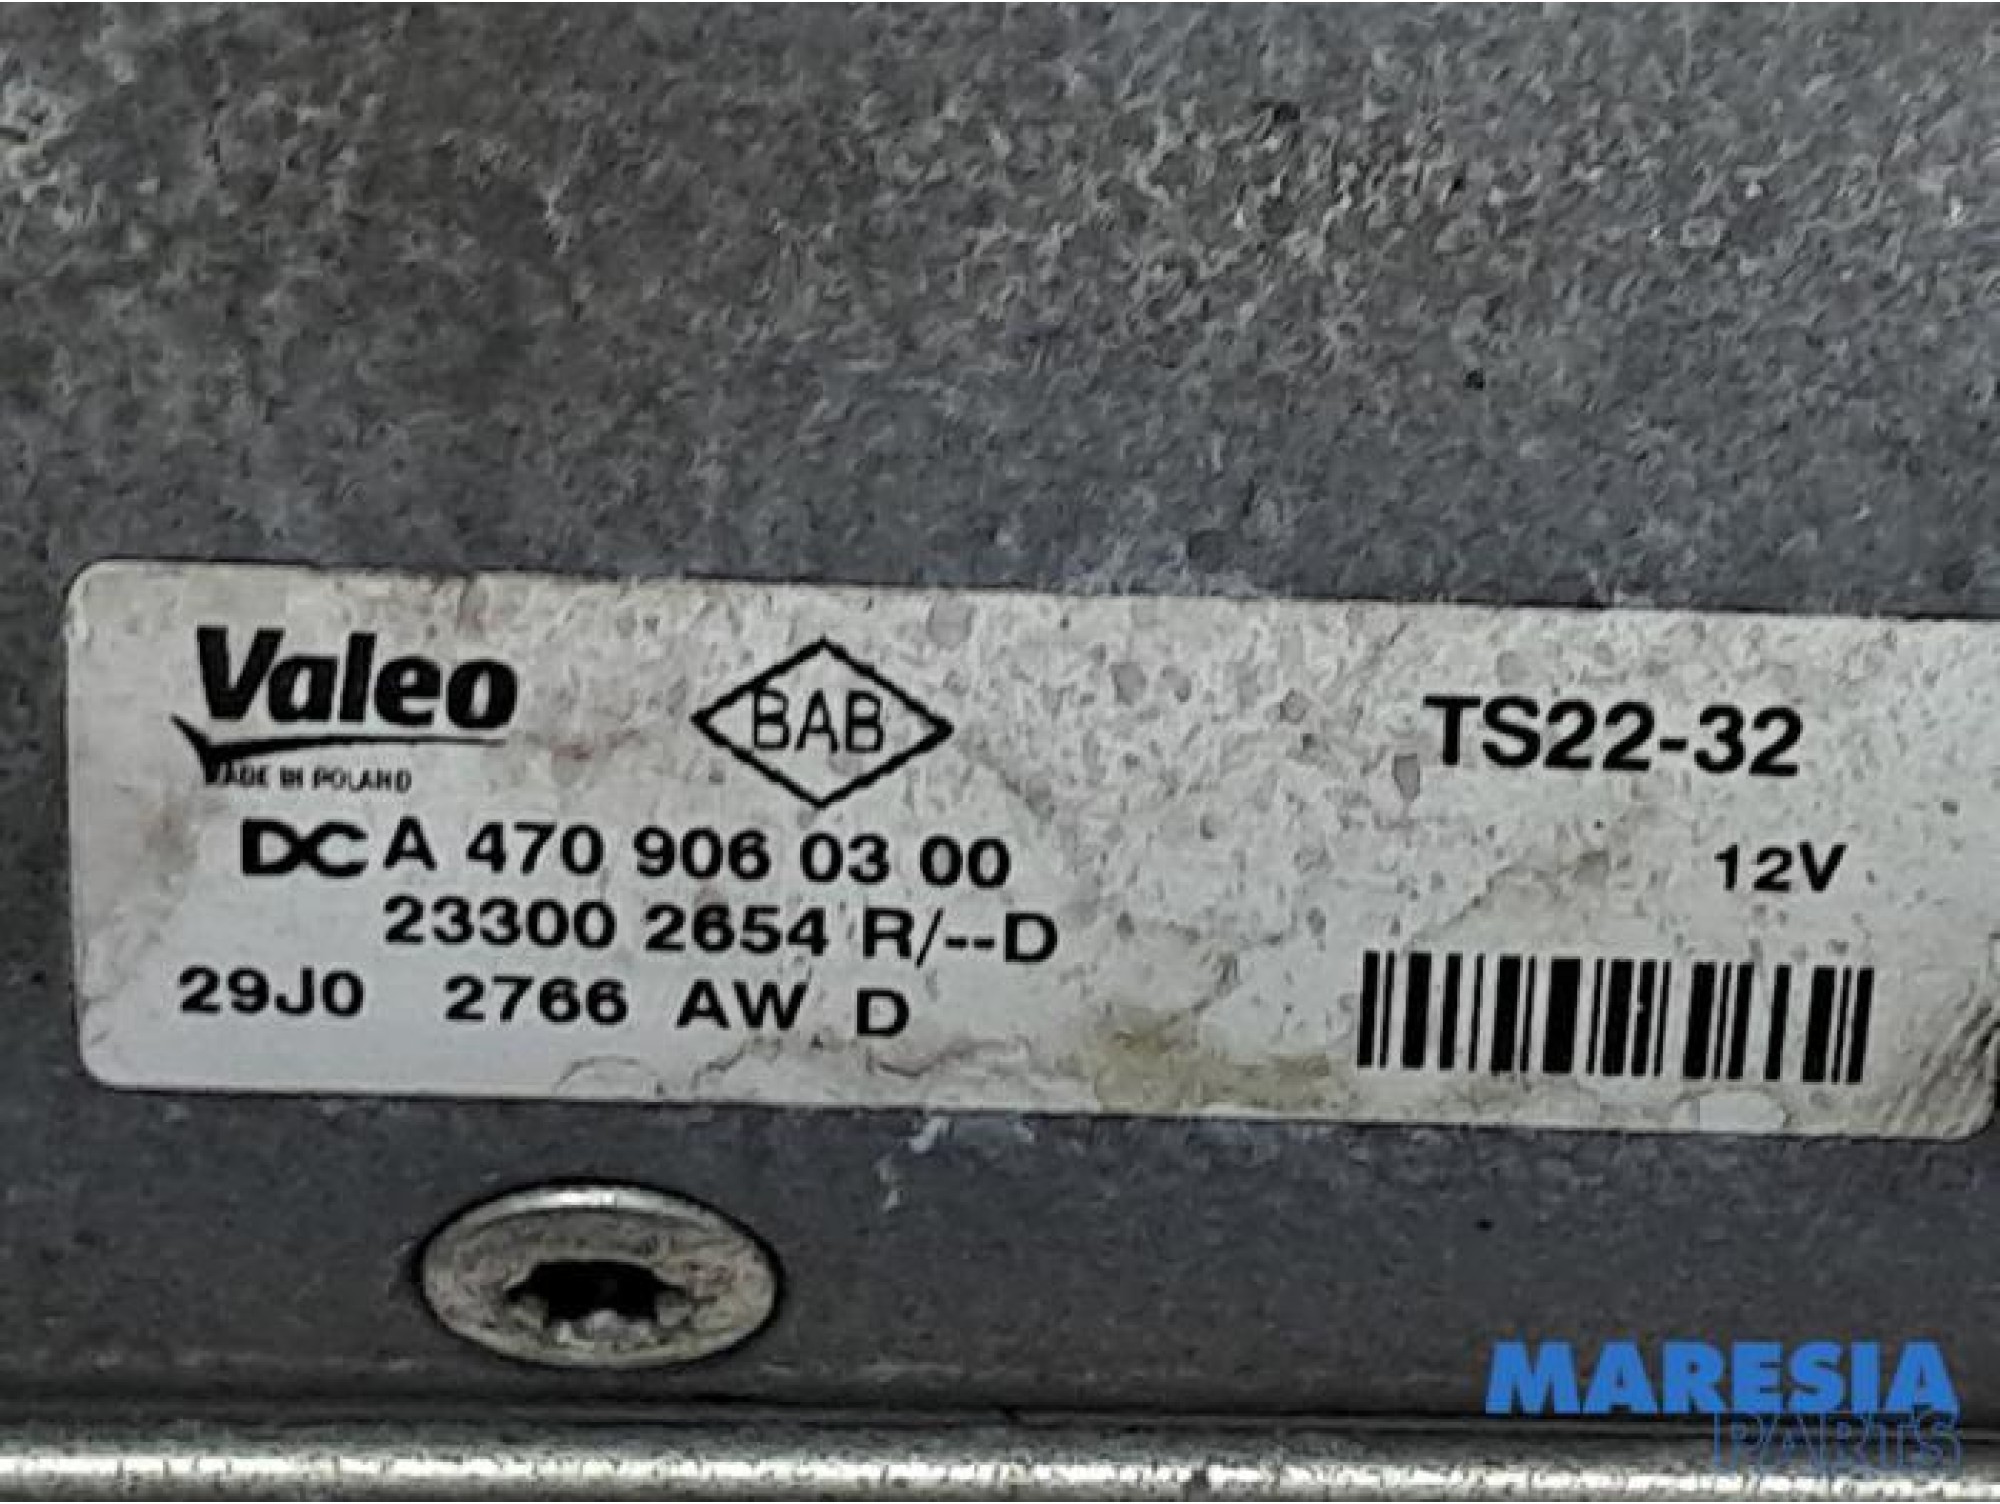 Valeo
MADE IN POLAND
BAB
TS22-32
DC A 470 906 03 00
12V
23300 2654 R/--D
29J0 2766 AW D
MARESIA
PARTS